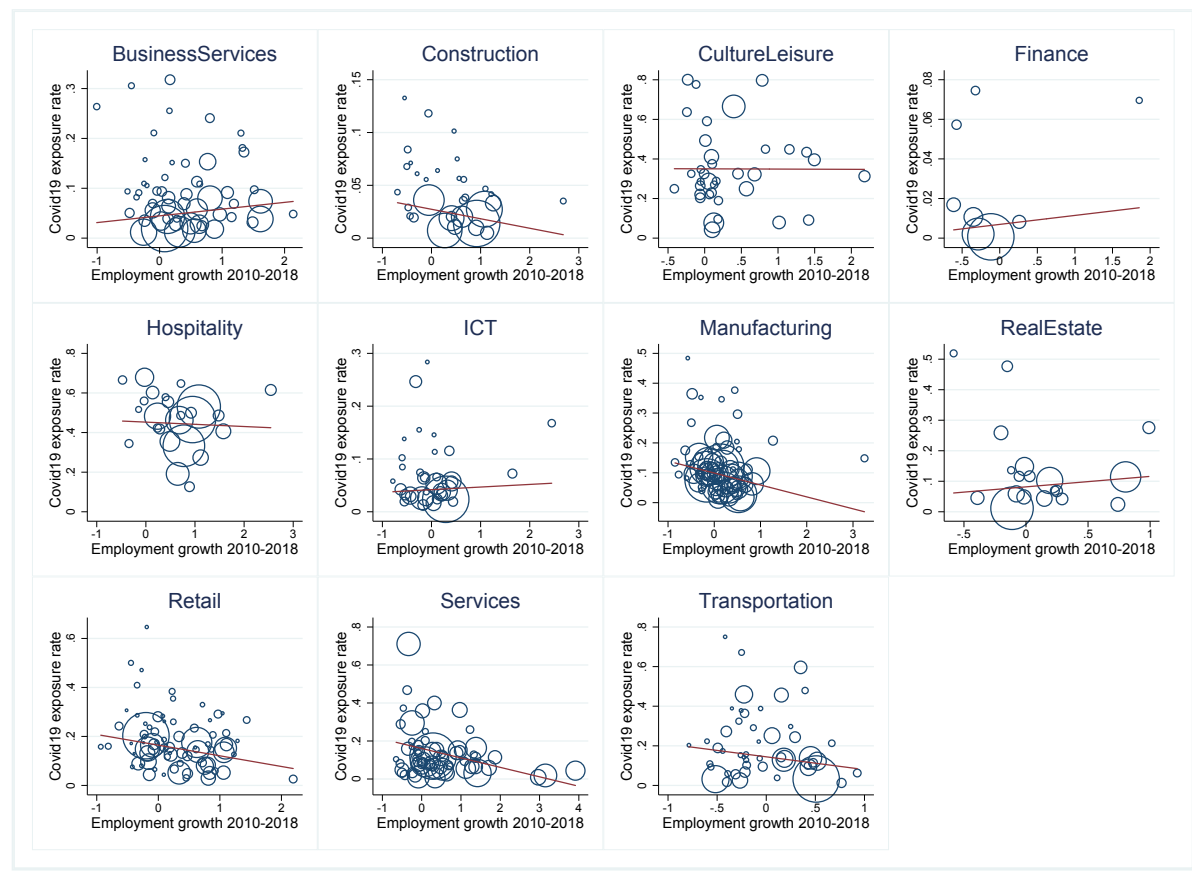 BusinessServices
Covid19 exposure rate
0 .1 .2 .3
-1 0 1 2
Employment growth 2010-2018
Construction
Covid19 exposure rate
0 .05 .1 .15
-1 0 1 2 3
Employment growth 2010-2018
CultureLeisure
Covid19 exposure rate
0 .2 .4 .6 .8
-.5 0 .5 1 1.5 2
Employment growth 2010-2018
Finance
Covid19 exposure rate
0 .02 .04 .06 .08
-.5 0 .5 1 1.5 2
Employment growth 2010-2018
Hospitality
Covid19 exposure rate
0 .2 .4 .6 .8
-1 0 1 2 3
Employment growth 2010-2018
ICT
Covid19 exposure rate
0 .1 .2 .3
-1 0 1 2 3
Employment growth 2010-2018
Manufacturing
Covid19 exposure rate
0 .1 .2 .3 .4 .5
-1 0 1 2 3
Employment growth 2010-2018
RealEstate
Covid19 exposure rate
0 .1 .2 .3 .4 .5
-.5 0 .5 1
Employment growth 2010-2018
Retail
Covid19 exposure rate
0 .2 .4 .6
-1 0 1 2
Employment growth 2010-2018
Services
Covid19 exposure rate
0 .2 .4 .6 .8
0 1 2 3 4
Employment growth 2010-2018
Transportation
Covid19 exposure rate
0 .2 .4 .6 .8
-1 -.5 0 .5 1
Employment growth 2010-2018